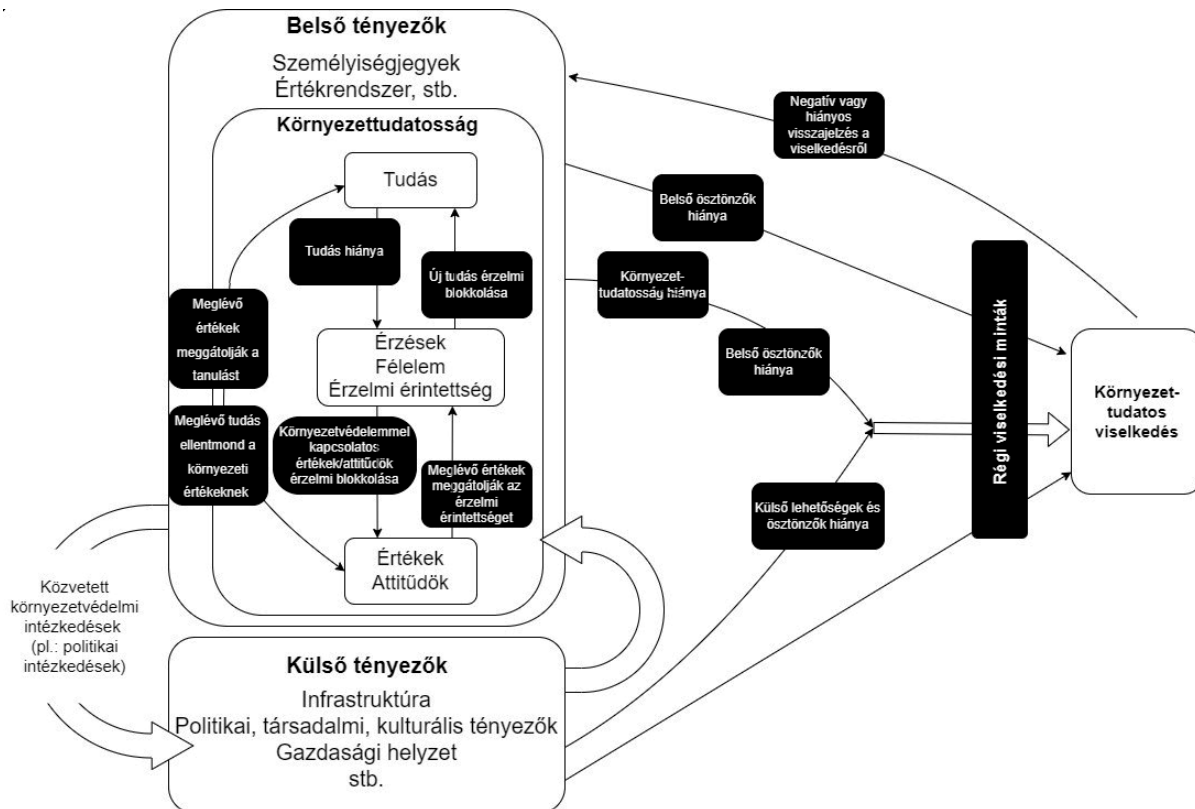 Belső tényezők
Személyiségjegyek
Értékrendszer, stb.
Környezettudatosság
Tudás
Tudás hiánya
Új tudás érzelmi
blokkolása
Meglévő
értékek
meggátolják a
tanulást
Érzések
Félelem
Érzelmi érintettség
Meglévő tudás
ellentmond a
környezeti
értékeknek
Környezetvédelemmel
kapcsolatos
értékek/attitűdök
érzelmi blokkolása
Meglévő értékek
meggátolják az
érzelmi
érintettséget
Értékek
Attitűdök
Közvetett
környezetvédelmi
intézkedések
(pl.: politikai
intézkedések)
Külső tényezők
Infrastruktúra
Politikai, társadalmi, kulturális tényezők
Gazdasági helyzet
stb.
Negatív vagy
hiányos
visszajelzés a
viselkedésről
Belső ösztönzők
hiánya
Környezet-
tudatosság hiánya
Belső ösztönzők
hiánya
Külső lehetőségek és
ösztönzők hiánya
Régi viselkedési minták
Környezet-
tudatos
viselkedés